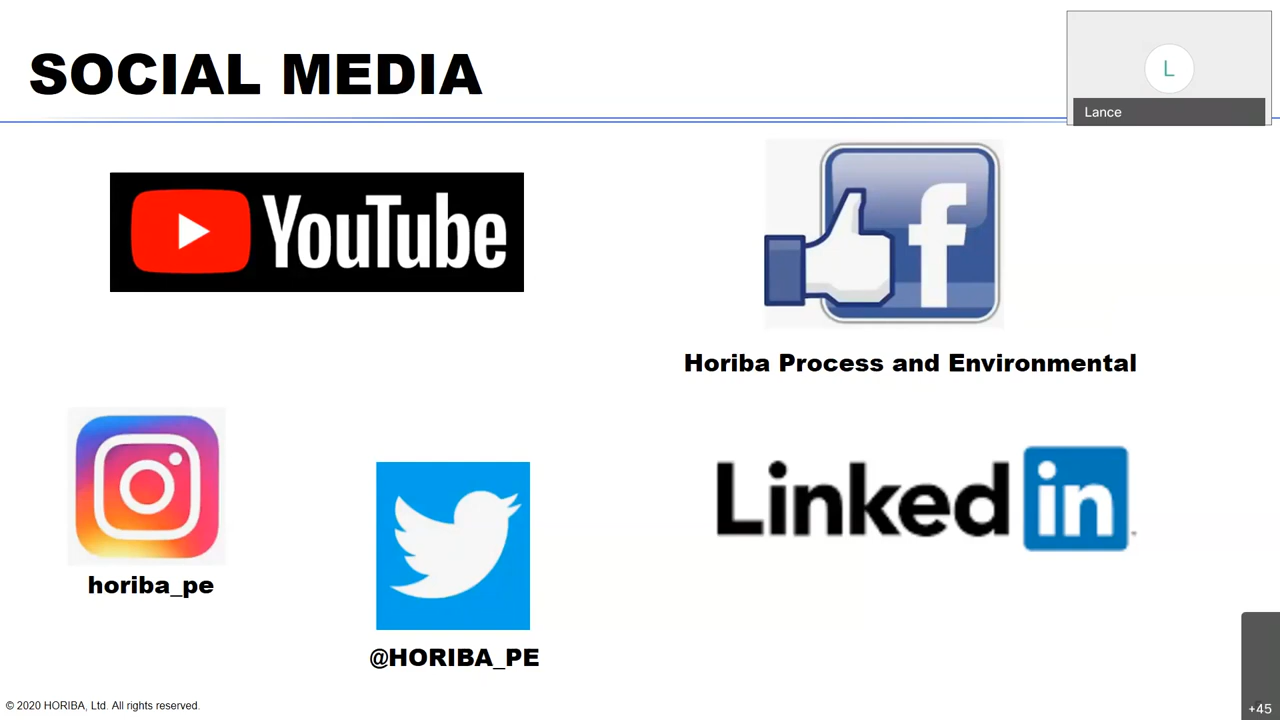 SOCIAL MEDIA
L
Lance
YouTube
f
Horiba Process and Environmental
horiba_pe
@HORIBA_PE
Linked in
© 2020 HORIBA, Ltd. All rights reserved.
+45